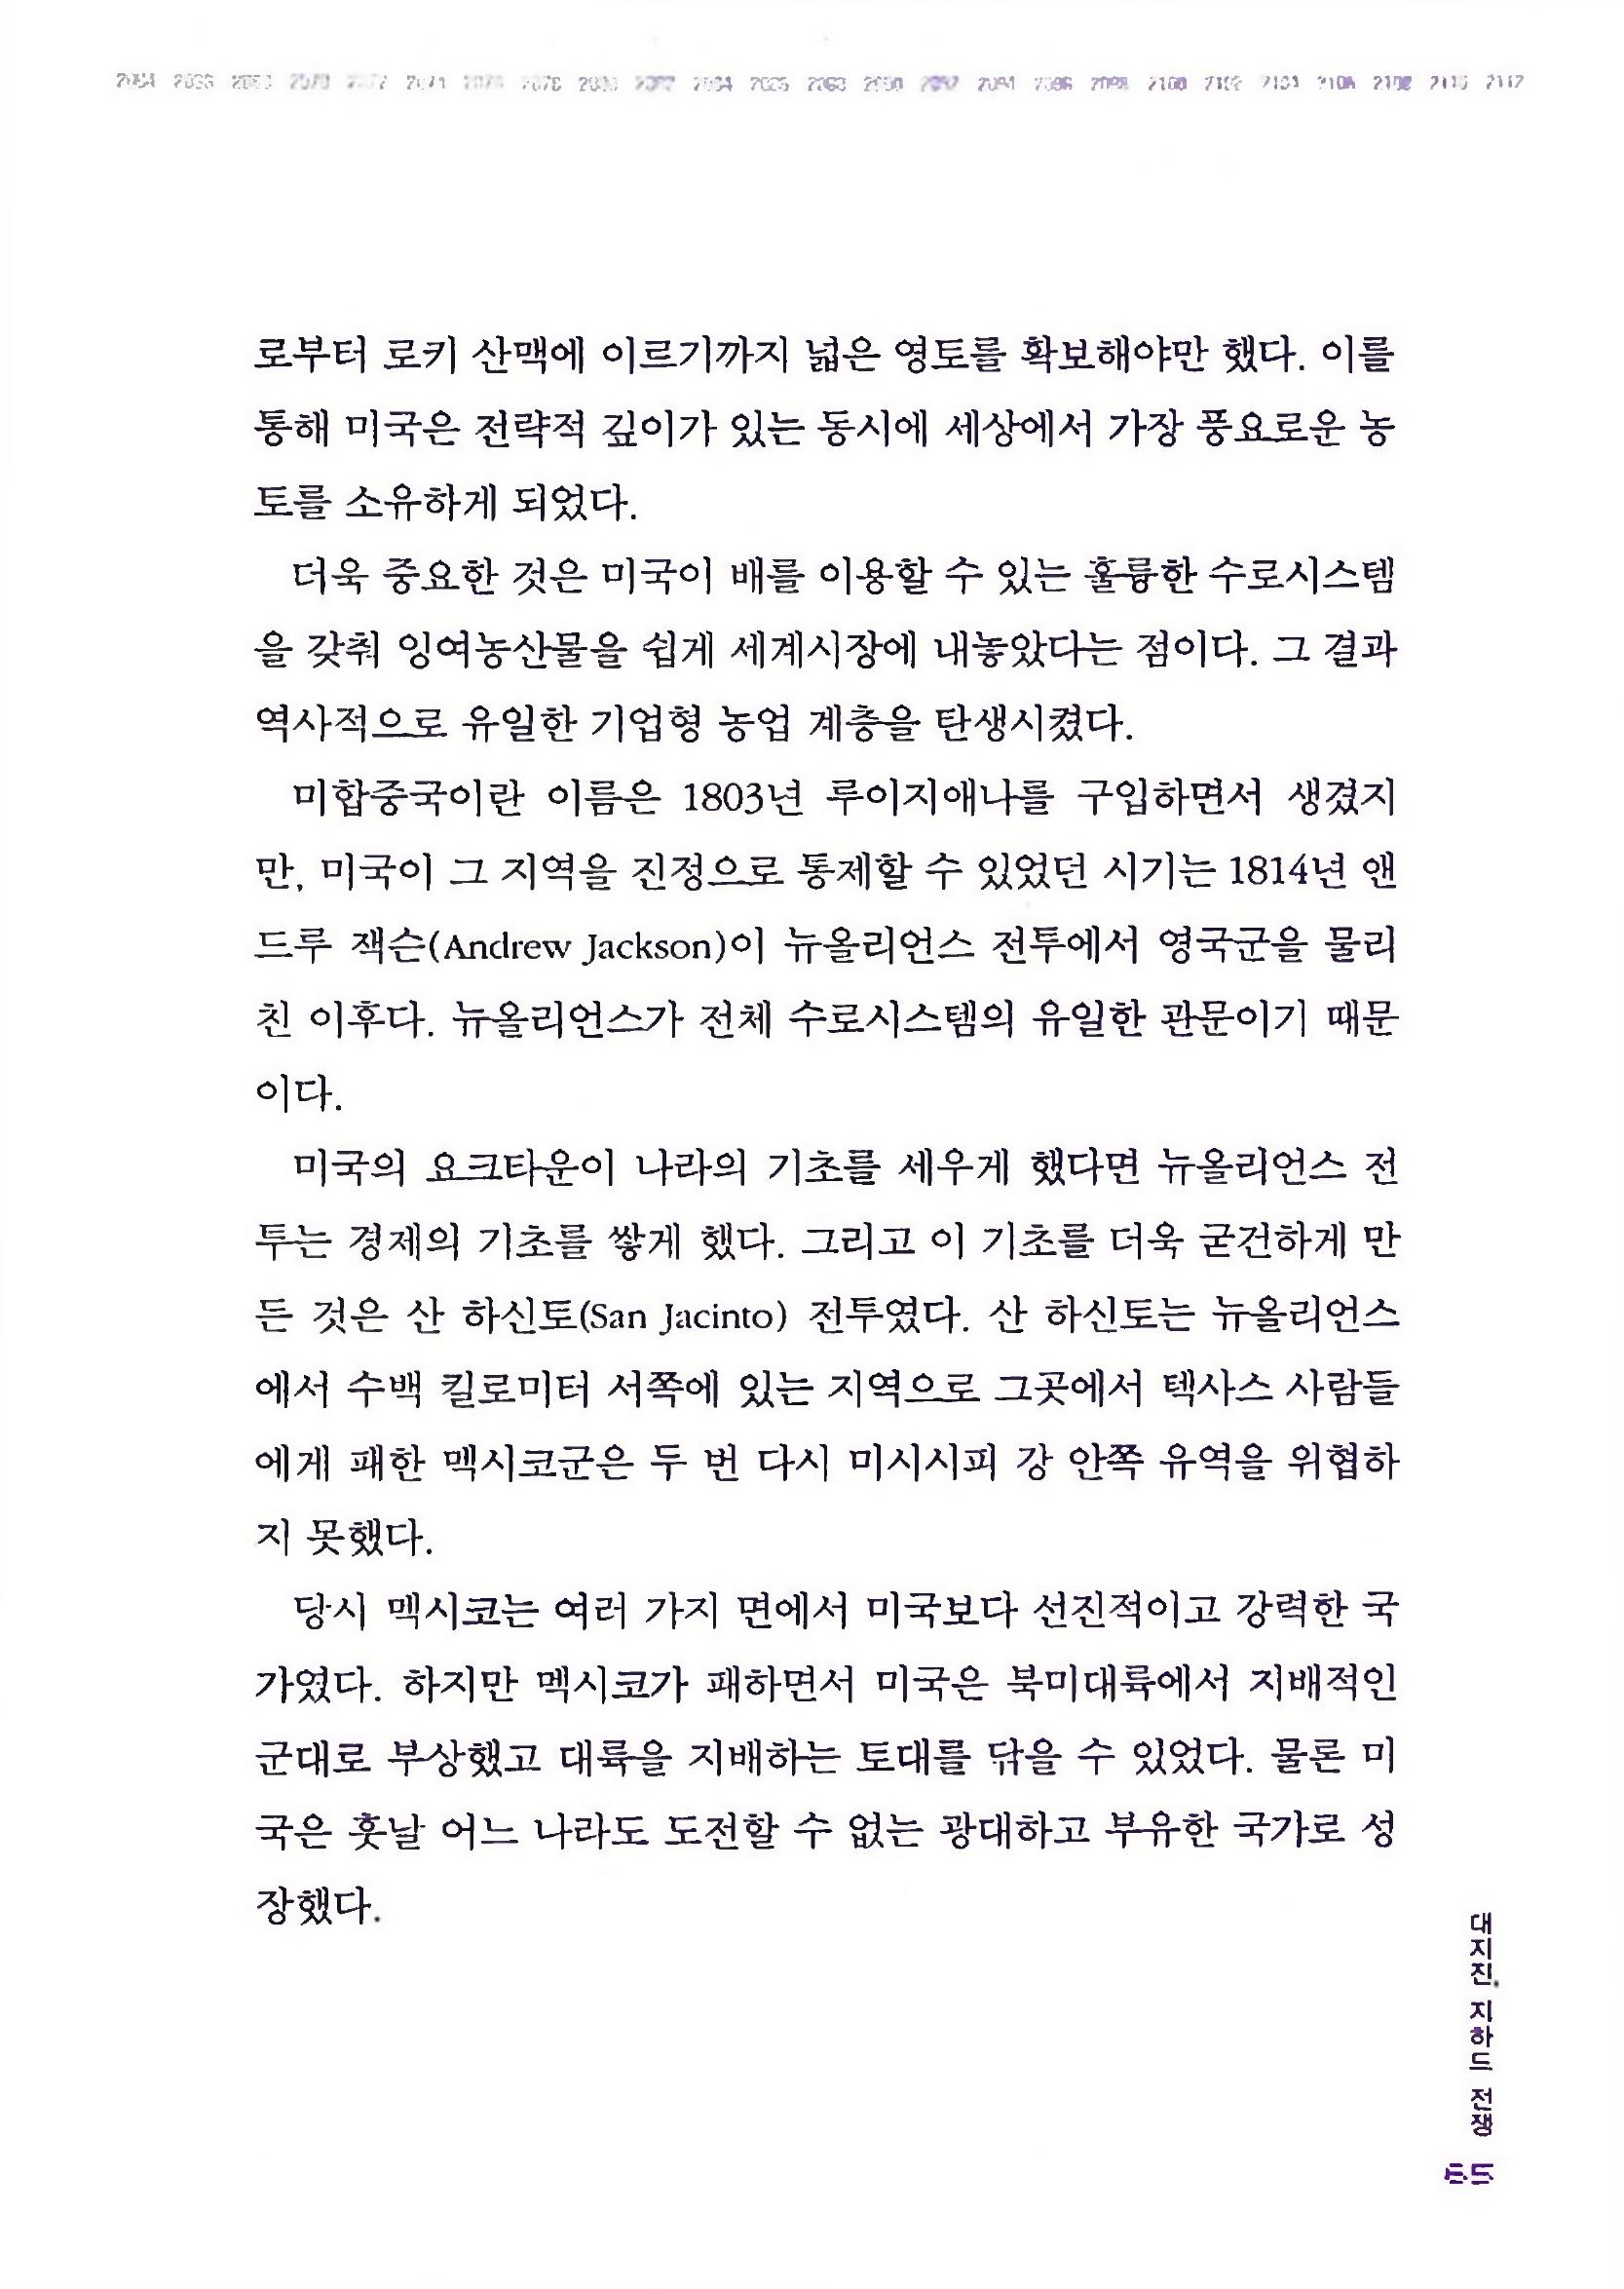 로부터 로키 산맥에 이르기까지 넓은 영토를 확보해야만 했다. 이를
통해 미국은 전략적 깊이가 있는 동시에 세상에서 가장 풍요로운 농
토를 소유하게 되었다.
더욱 중요한 것은 미국이 배를 이용할 수 있는 훌륭한 수로시스템
을 갖춰 잉여농산물을 쉽게 세계시장에 내놓았다는 점이다. 그 결과
역사적으로 유일한 기업형 농업 계층을 탄생시켰다.
미합중국이란 이름은 1803년 루이지애나를 구입하면서 생겼지
만, 미국이 그 지역을 진정으로 통제할 수 있었던 시기는 1814년 앤
드루 잭슨(Andrew Jackson)이 뉴올리언스 전투에서 영국군을 물리
친 이후다. 뉴올리언스가 전체 수로시스템의 유일한 관문이기 때문
이다.
미국의 요크타운이 나라의 기초를 세우게 했다면 뉴올리언스 전
투는 경제의 기초를 쌓게 했다. 그리고 이 기초를 더욱 굳건하게 만
든 것은 산 하신토(San Jacinto) 전투였다. 산 하신토는 뉴올리언스
에서 수백 킬로미터 서쪽에 있는 지역으로 그곳에서 텍사스 사람들
에게 패한 멕시코군은 두 번 다시 미시시피 강 안쪽 유역을 위협하
지 못했다.
당시 멕시코는 여러 가지 면에서 미국보다 선진적이고 강력한 국
가였다. 하지만 멕시코가 패하면서 미국은 북미대륙에서 지배적인
군대로 부상했고 대륙을 지배하는 토대를 닦을 수 있었다. 물론 미
국은 훗날 어느 나라도 도전할 수 없는 광대하고 부유한 국가로 성
장했다.
대지진, 지하드 전쟁
65